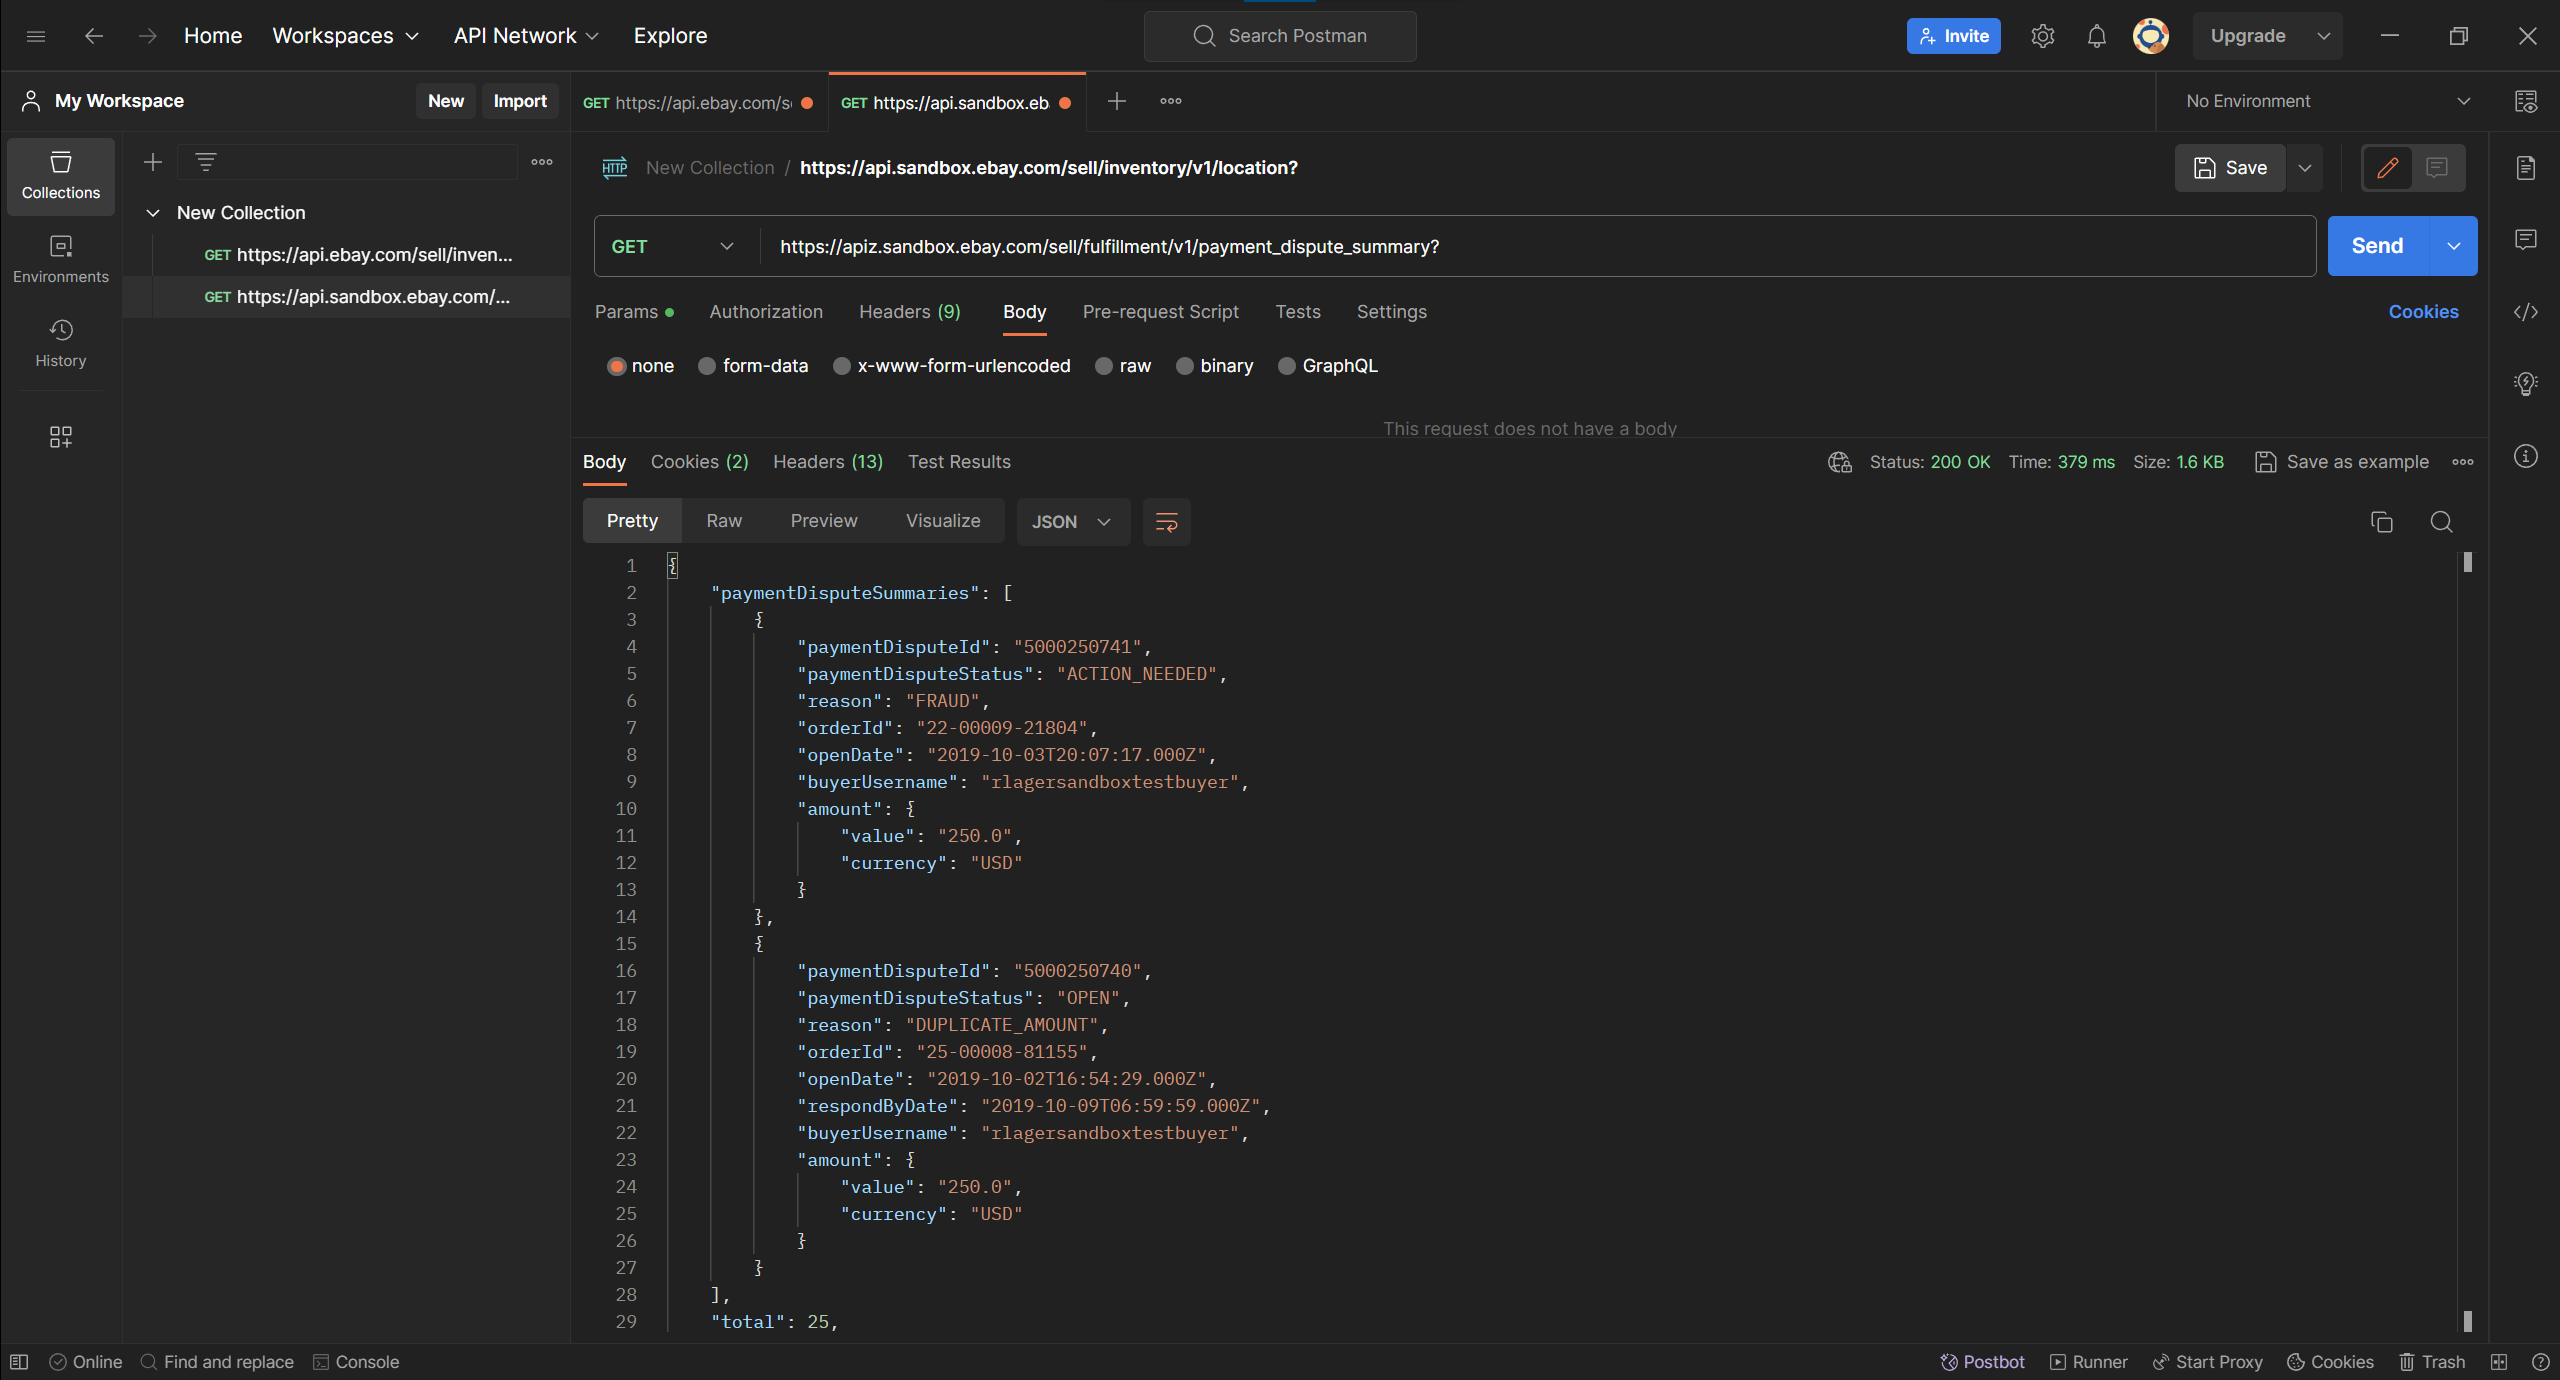 Home Workspaces API Network Explore Search Postman Invite Upgrade
My Workspace New Import GET https://api.ebay.com/s GET https://api.sandbox.eb No Environment
Collections
Environments
History
New Collection
GET https://api.ebay.com/sell/inven...
GET https://api.sandbox.ebay.com/...
HTTP New Collection / https://api.sandbox.ebay.com/sell/inventory/v1/location? Save
GET https://apiz.sandbox.ebay.com/sell/fulfillment/v1/payment_dispute_summary? Send
Params Authorization Headers (9) Body Pre-request Script Tests Settings Cookies
none form-data x-www-form-urlencoded raw binary GraphQL
This request does not have a body
Body Cookies (2) Headers (13) Test Results Status: 200 OK Time: 379 ms Size: 1.6 KB Save as example
Pretty Raw Preview Visualize JSON
1 {
2 "paymentDisputeSummaries": [
3 {
4 "paymentDisputeId": "5000250741",
5 "paymentDisputeStatus": "ACTION_NEEDED",
6 "reason": "FRAUD",
7 "orderId": "22-00009-21804",
8 "openDate": "2019-10-03T20:07:17.000Z",
9 "buyerUsername": "rlagersandboxtestbuyer",
10 "amount": {
11 "value": "250.0",
12 "currency": "USD"
13 }
14 },
15 {
16 "paymentDisputeId": "5000250740",
17 "paymentDisputeStatus": "OPEN",
18 "reason": "DUPLICATE_AMOUNT",
19 "orderId": "25-00008-81155",
20 "openDate": "2019-10-02T16:54:29.000Z",
21 "respondByDate": "2019-10-09T06:59:59.000Z",
22 "buyerUsername": "rlagersandboxtestbuyer",
23 "amount": {
24 "value": "250.0",
25 "currency": "USD"
26 }
27 }
28 ],
29 "total": 25,
Online Find and replace Console Postbot Runner Start Proxy Cookies Trash